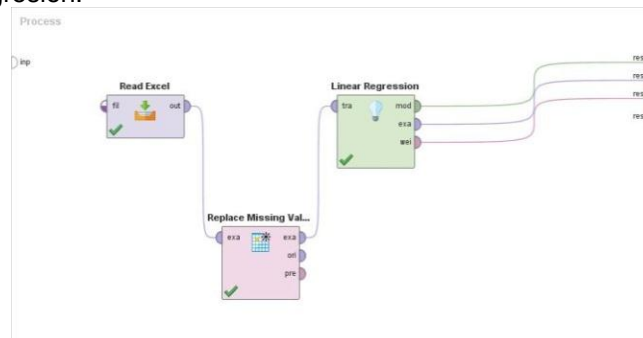 Process
inp
res
res
res
res
Read Excel
fil
out
Linear Regression
tra
mod
exa
wei
Replace Missing Val...
exa
exa
ori
pre